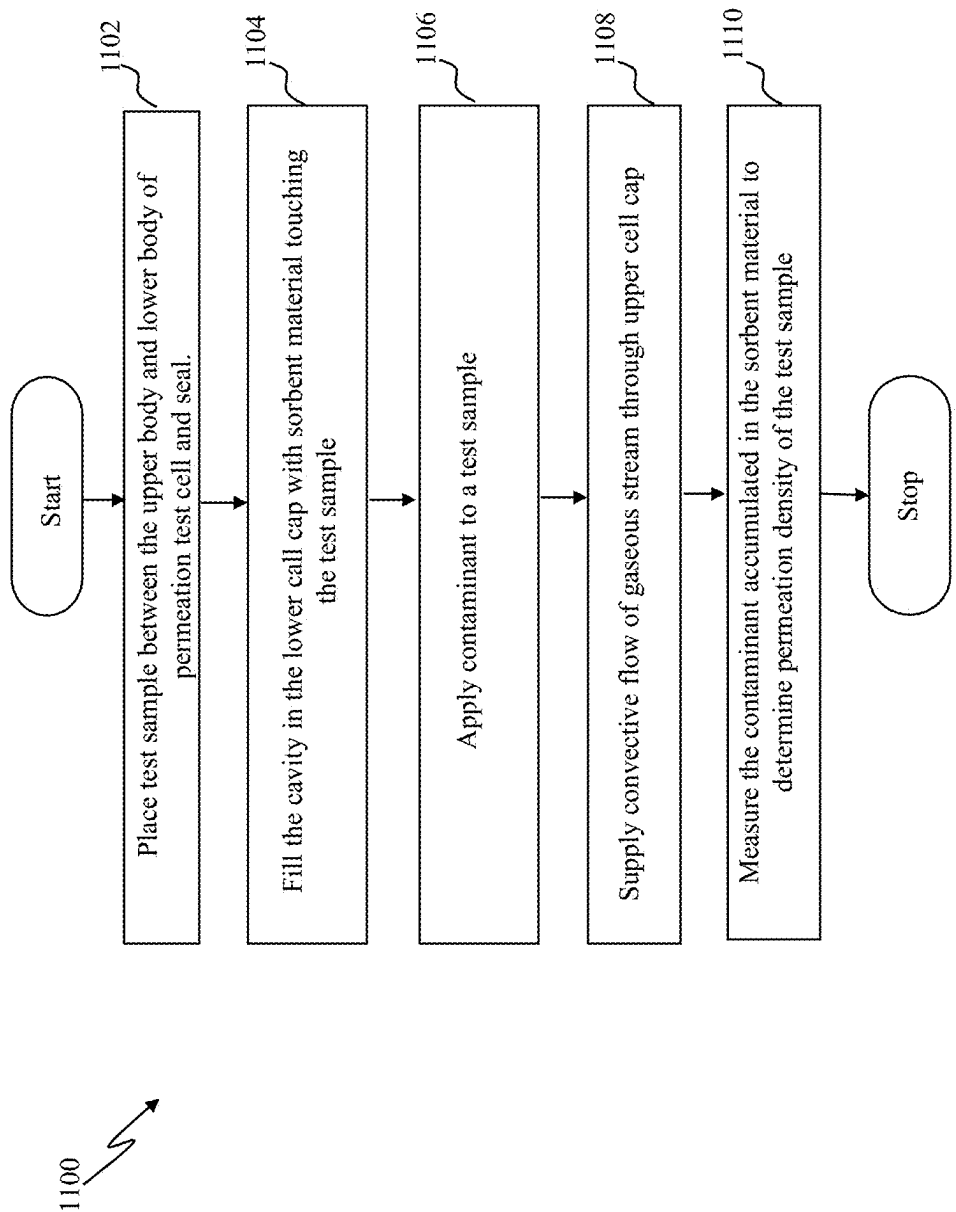 1100
Start
1102
Place test sample between the upper body and lower body of
permeation test cell and seal.
1104
Fill the cavity in the lower call cap with sorbent material touching
the test sample
1106
Apply contaminant to a test sample
1108
Supply convective flow of gaseous stream through upper cell cap
1110
Measure the contaminant accumulated in the sorbent material to
determine permeation density of the test sample
Stop